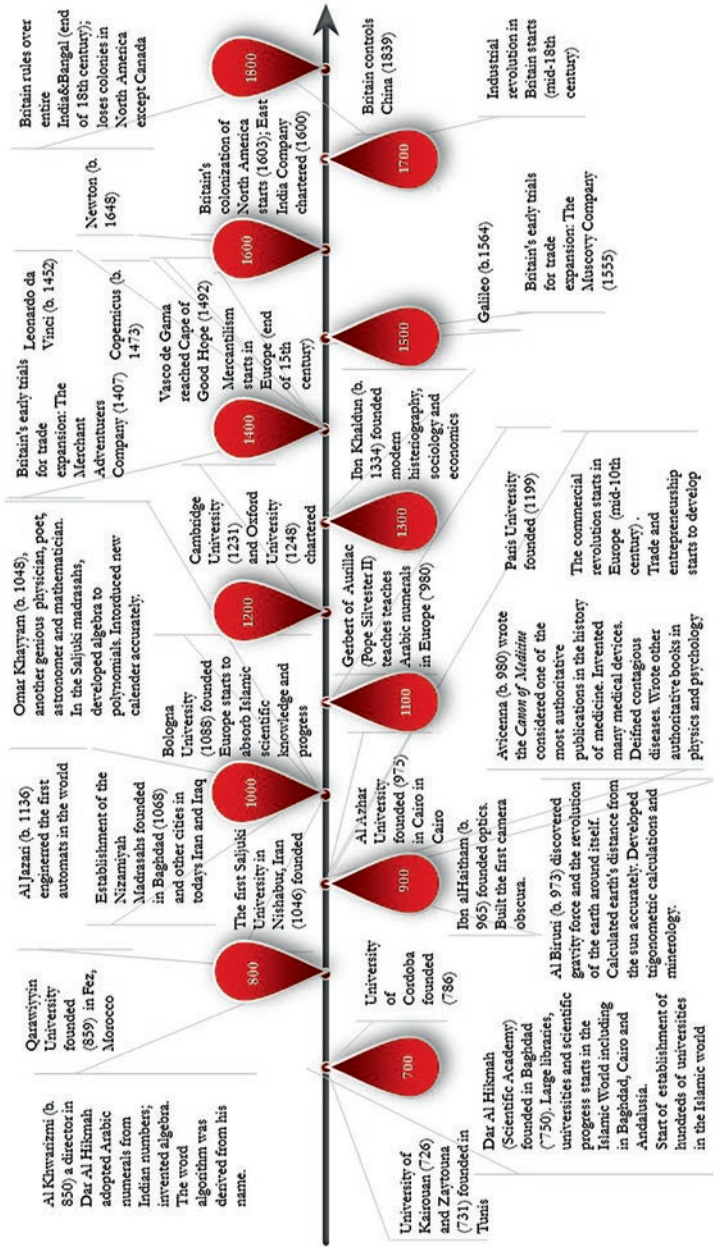 Al Khwarizmi (b.
850) a director in
Dar Al Hikmah
adopted Arabic
numerals from
Indian numbers;
invented algebra.
The word
algorithm was
derived from his
name.
Qarawiyyin
University
founded
(859) in Fez,
Morocco
Al Jazari (b. 1136)
enginerred the first
automats in the world
Establishment of the
Nizamiyah
Madrasahs founded
in Baghdad (1068)
and other cities in
todays Iran and Iraq
The first Saljuki
University in
Nishabur, Iran
(1046) founded
Omar Khayyam (b. 1048),
another genious physician, poet,
astronomer and mathematician.
In the Saljuki madrasahs,
developed algebra to
polynomials. Intorduced new
calender accurately.
Bologna
University
(1088) founded
Europe starts to
absorb Islamic
scientific
knowledge and
progress
Cambridge
University
(1231)
and Oxford
University
(1248)
chartered
Britain's early trials
for trade
expansion: The
Merchant
Adventurers
Company (1407)
Leonardo da
Vinci (b. 1452)
Copernicus (b.
1473)
Vasco de Gama
reached Cape of
Good Hope (1492)
Mercantilism
starts in
Europe (end
of 15th
century)
Newton (b.
1648)
Britain's
colonization of
North America
starts (1603); East
India Company
chartered (1600)
Britain rules over
entire
India&Bangal (end
of 18th century);
loses colonies in
North America
except Canada
800
1000
1200
1400
1600
1800
700
900
1100
1300
1500
1700
University of
Kairouan (726)
and Zaytouna
(731) founded in
Tunis
Dar Al Hikmah
(Scientific Academy)
founded in Baghdad
(˜750). Large libraries,
universities and scientific
progress starts in the
Islamic World including
in Baghdad, Cairo and
Andalusia.
Start of establishment of
hundreds of universities
in the Islamic world
University
of
Cordoba
founded
(786)
Al Azhar
University
founded (975)
in Cairo in
Cairo
Ibn alHaitham (b.
965) founded optics.
Built the first camera
obscura.
Al Biruni (b. 973) discovered
gravity force and the revolution
of the earth around itself.
Calculated earth's distance from
the sun accurately. Developed
trigonometric calculations and
minerology.
Gerbert of Aurillac
(Pope Silvester II)
teaches teaches
Arabic numerals
in Europe (˜980)
Avicenna (b. 980) wrote
the Canon of Medicine
considered one of the
most authoritative
publications in the history
of medicine. Invented
many medical devices.
Deifned contagious
diseases. Wrote other
authoritative books in
physics and psychology
Ibn Khaldun (b.
1334) founded
modern
histeriography,
sociology and
economics
Paris University
founded (1199)
The commercial
revolution starts in
Europe (mid-10th
century) .
Trade and
entrepreneurship
starts to develop
Galileo (b.1564)
Britain's early trials
for trade
expansion: The
Muscovy Company
(1555)
Britain controls
China (1839)
Industrial
revolution in
Britain starts
(mid-18th
century)